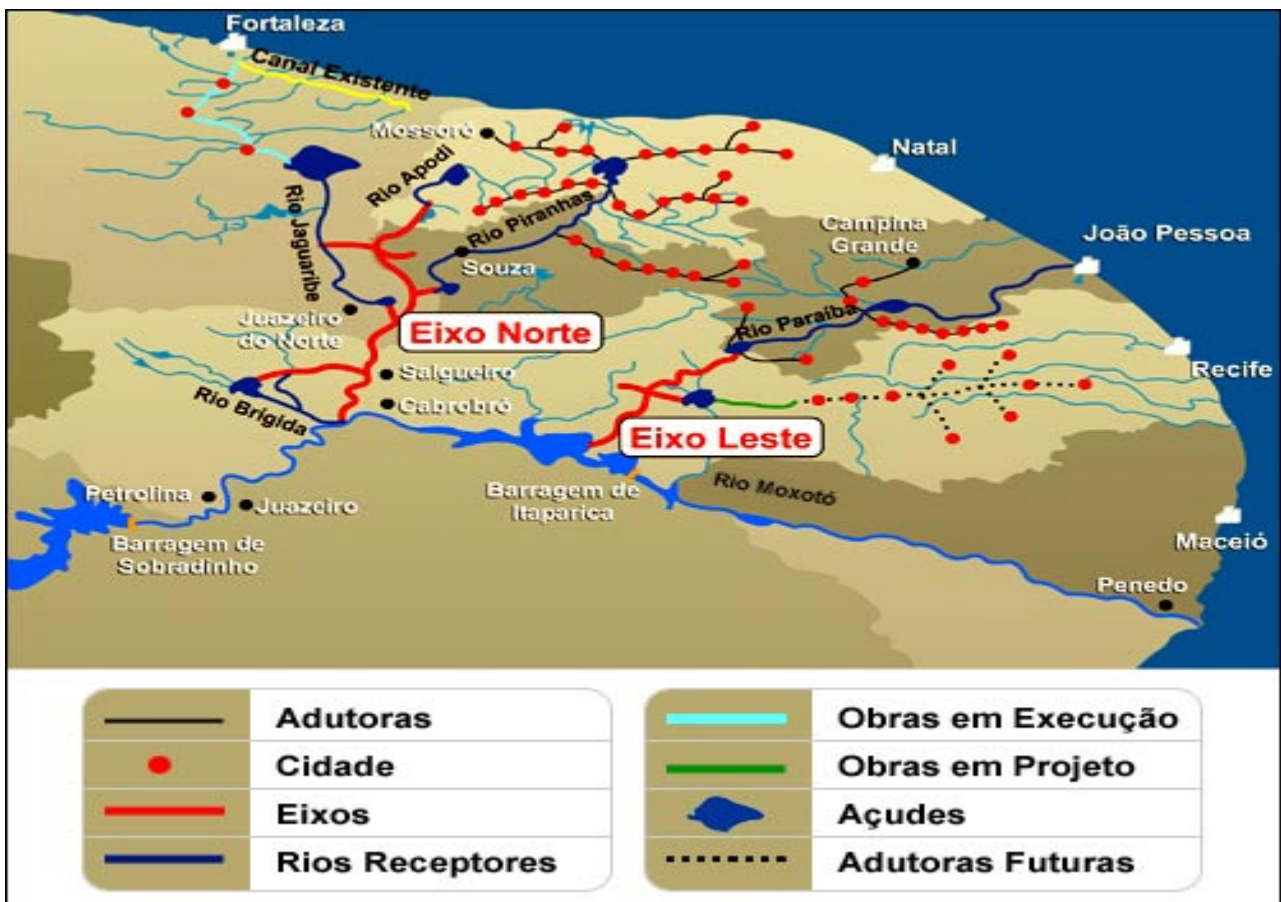 Fortaleza
Canal Existente
Mossoró
Natal
Rio Apodi
Rio Jaguaribe
Rio Piranhas
Souza
Campina
Grande
João Pessoa
Juazeiro
do Norte
Eixo Norte
Rio Paraíba
Salgueiro
Recife
Rio Brígida
Cabrobró
Eixo Leste
Petrolina
Juazeiro
Barragem de
Itaparica
Rio Moxotó
Barragem de
Sobradinho
Maceió
Penedo
Adutoras
Cidade
Eixos
Rios Receptores
Obras em Execução
Obras em Projeto
Açudes
Adutoras Futuras